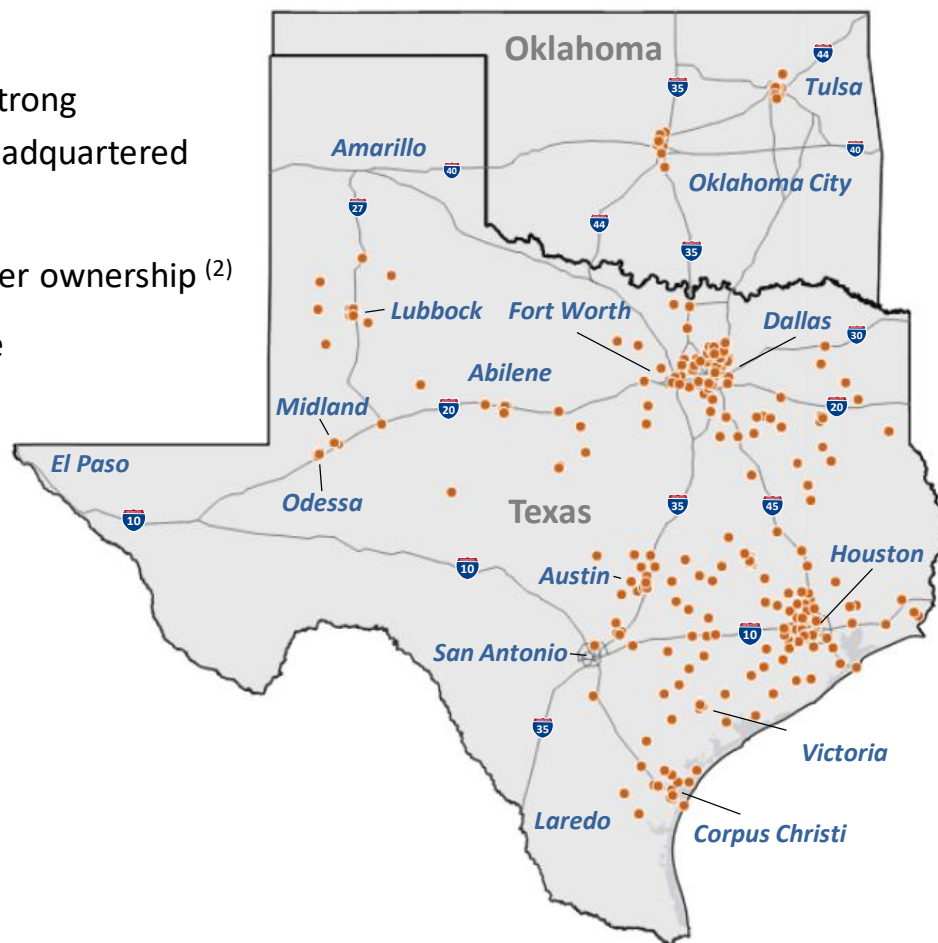 Oklahoma
44
35
Tulsa
trong
adquartered
Amarillo
40
40
Oklahoma City
27
44
35
er ownership (2)
Lubbock
Fort Worth
Dallas
30
e
Abilene
Midland
20
20
El Paso
Odessa
10
Texas
35
45
10
Austin
Houston
10
San Antonio
35
Victoria
Laredo
Corpus Christi